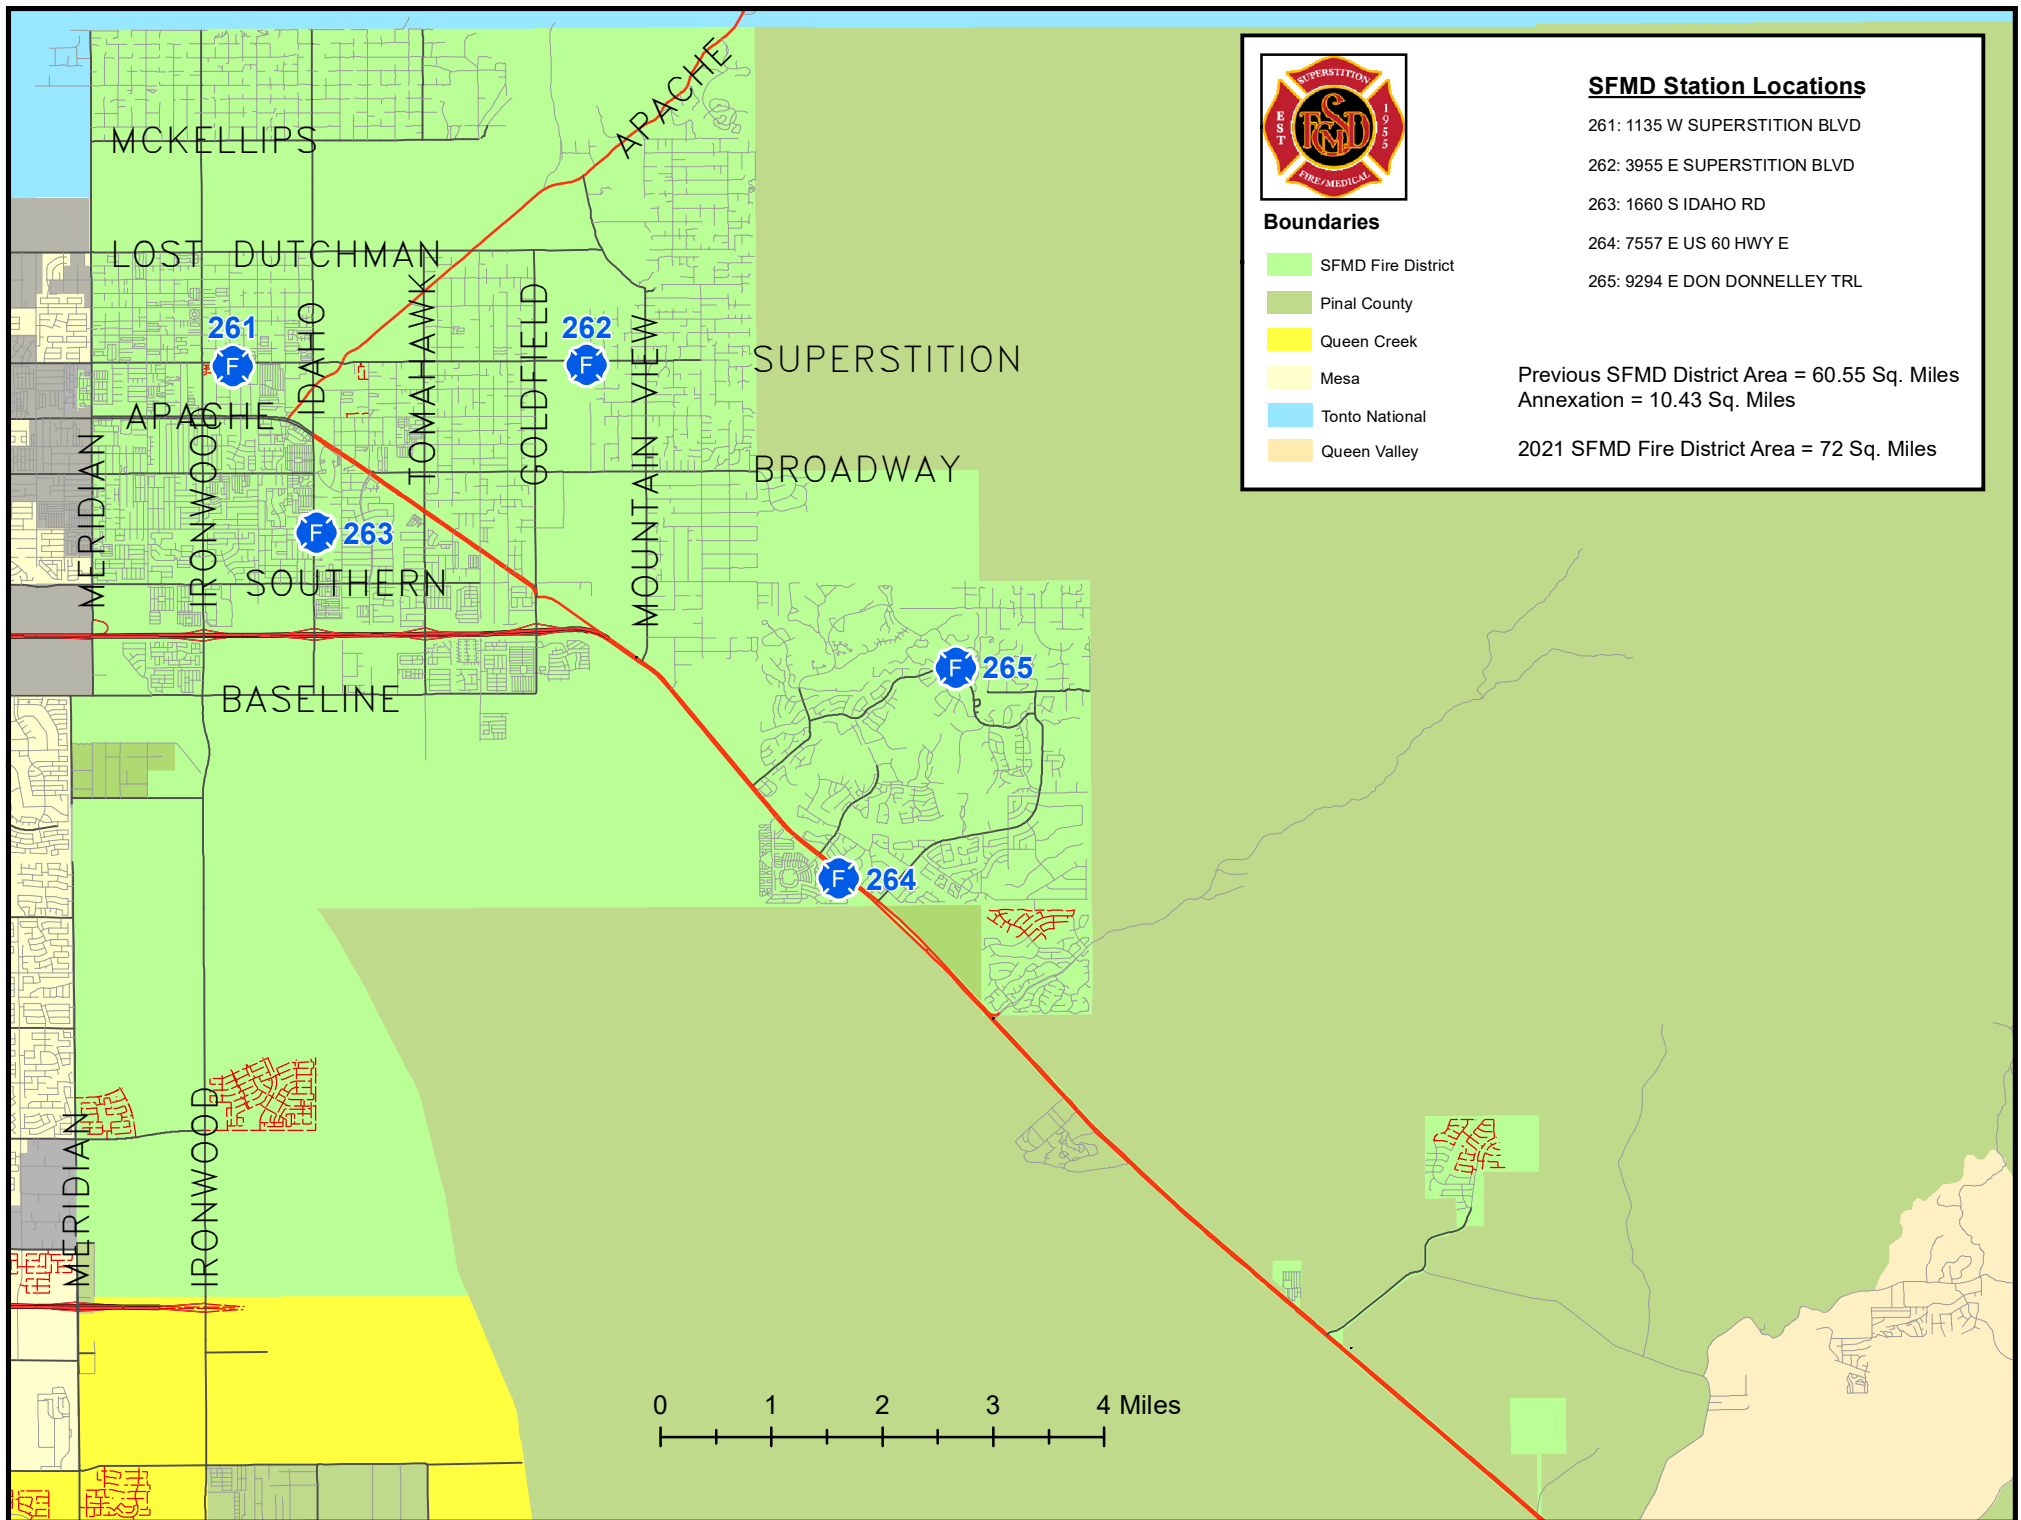 SUPERSTITION
EST
1955
SFMD
FIRE/MEDICAL
SFMD Station Locations
261: 1135 W SUPERSTITION BLVD
262: 3955 E SUPERSTITION BLVD
263: 1660 S IDAHO RD
264: 7557 E US 60 HWY E
265: 9294 E DON DONNELLEY TRL
Boundaries
SFMD Fire District
Pinal County
Queen Creek
Mesa
Tonto National
Queen Valley
Previous SFMD District Area = 60.55 Sq. Miles
Annexation = 10.43 Sq. Miles
2021 SFMD Fire District Area = 72 Sq. Miles
APACHE
MCKELLIPS
LOST DUTCHMAN
IDAHO
TOMAHAWK
GOLDFIELD
MOUNTAIN VIEW
261
F
262
F
SUPERSTITION
APACHE
MERIDIAN
IRONWOOD
BROADWAY
F 263
SOUTHERN
F 265
BASELINE
F 264
MERIDIAN
IRONWOOD
0 1 2 3 4 Miles